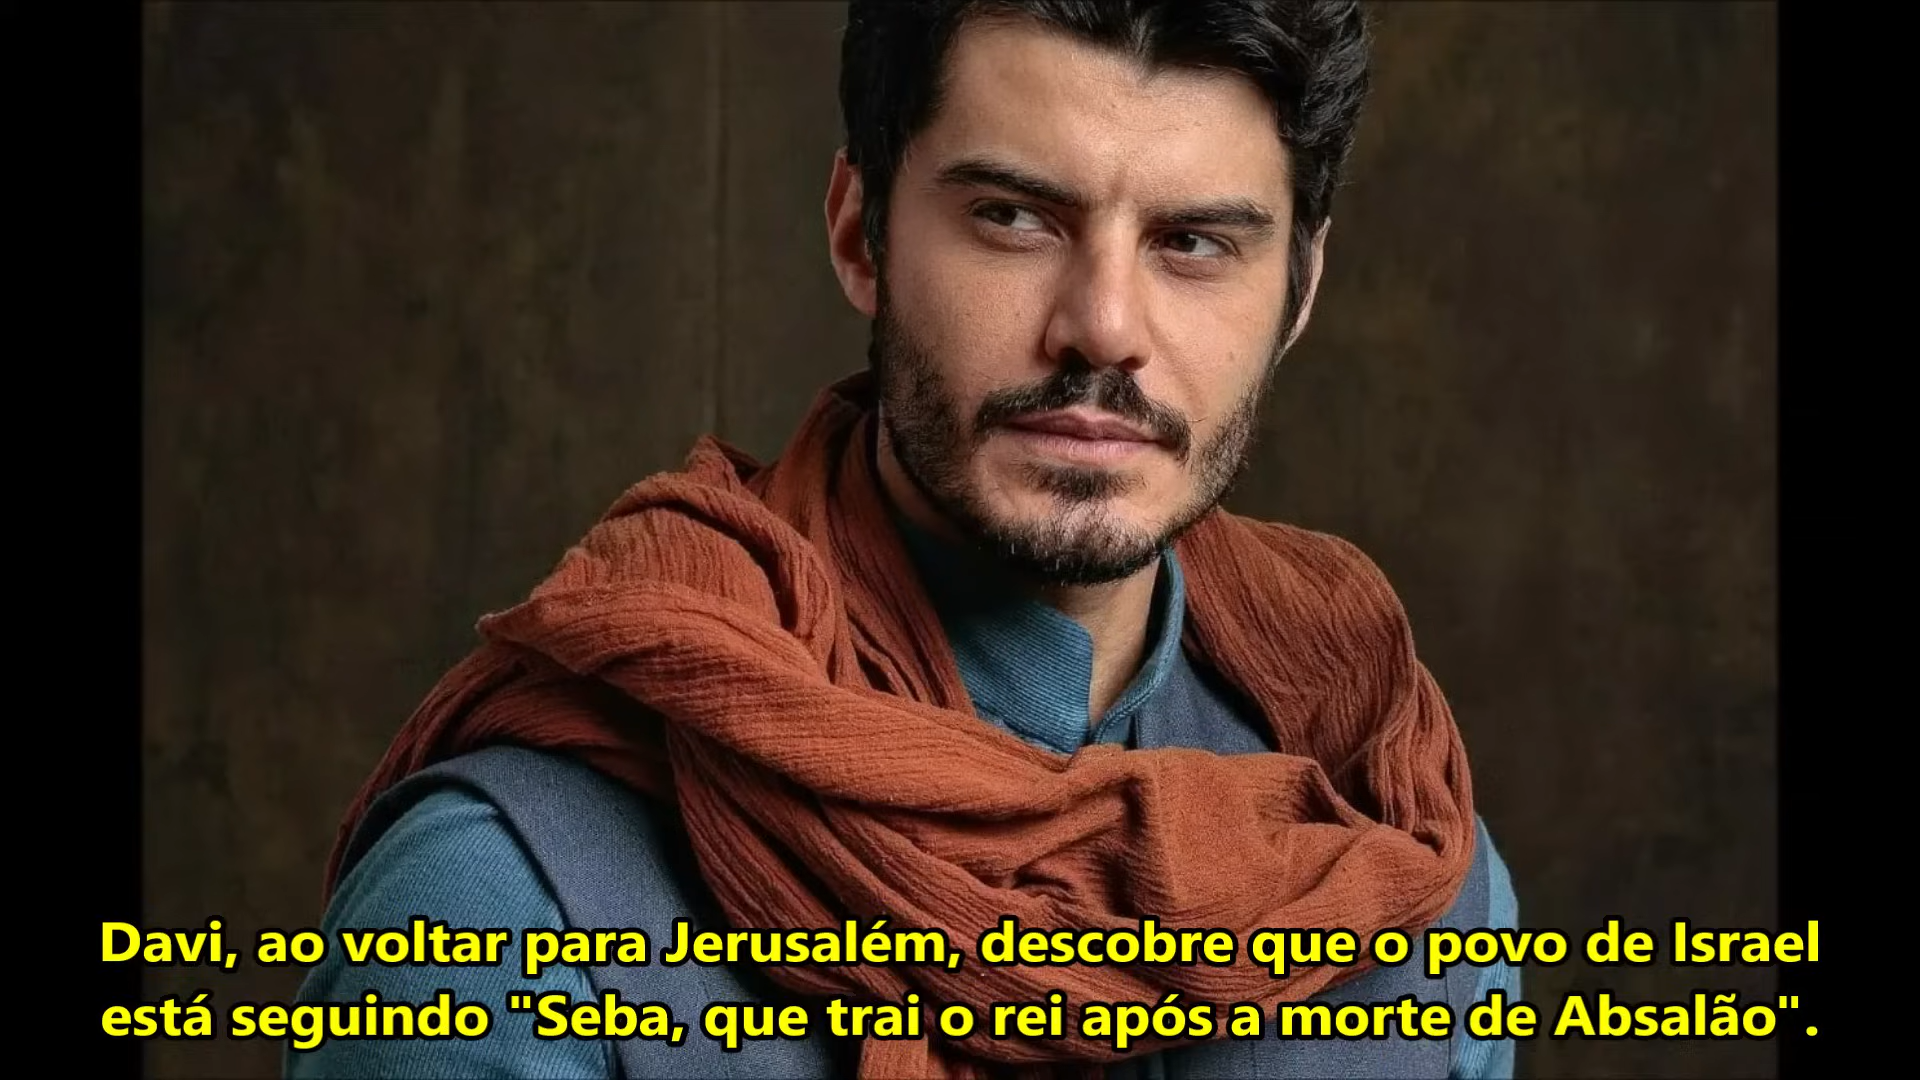 Davi, ao voltar para Jerusalém, descobre que o povo de Israel
está seguindo "Seba, que trai o rei após a morte de Absalão".